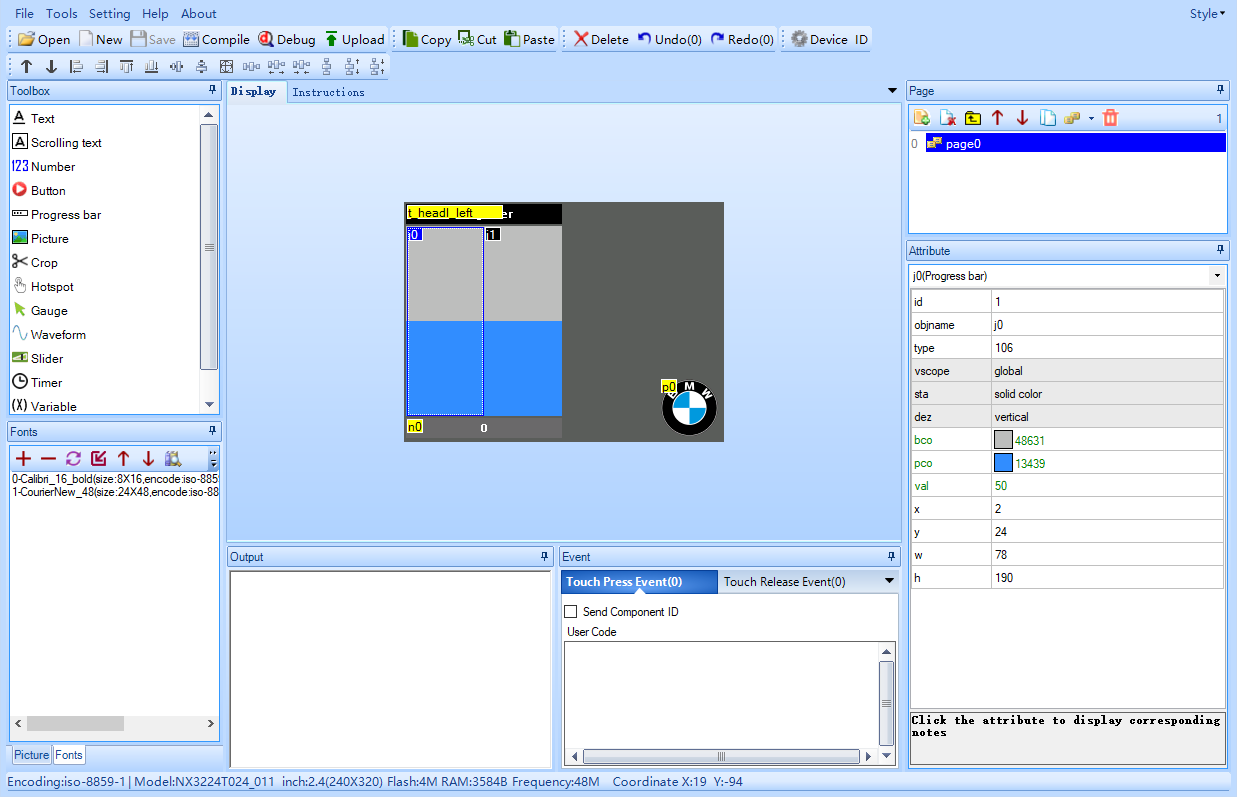 File Tools Setting Help About Style
Open New Save Compile Debug Upload Copy Cut Paste Delete Undo(0) Redo(0) Device ID
Toolbox
Text
Scrolling text
123 Number
Button
Progress bar
Picture
Crop
Hotspot
Gauge
Waveform
Slider
Timer
(X) Variable
Fonts
0-Calibri_16_bold(size:8X16,encode:iso-885
1-CourierNew_48(size:24X48,encode:iso-88
Picture Fonts
Display Instructions
t_headl_left er
j0 j1
p0
M W
n0 0
Output
Event
Touch Press Event(0) Touch Release Event(0)
Send Component ID
User Code
Page
1
0 page0
Attribute
j0(Progress bar)
id 1
objname j0
type 106
vscope global
sta solid color
dez vertical
bco 48631
pco 13439
val 50
x 2
y 24
w 78
h 190
Click the attribute to display corresponding
notes
Encoding:iso-8859-1 | Model:NX3224T024_011 inch:2.4(240X320) Flash:4M RAM:3584B Frequency:48M Coordinate X:19 Y:-94